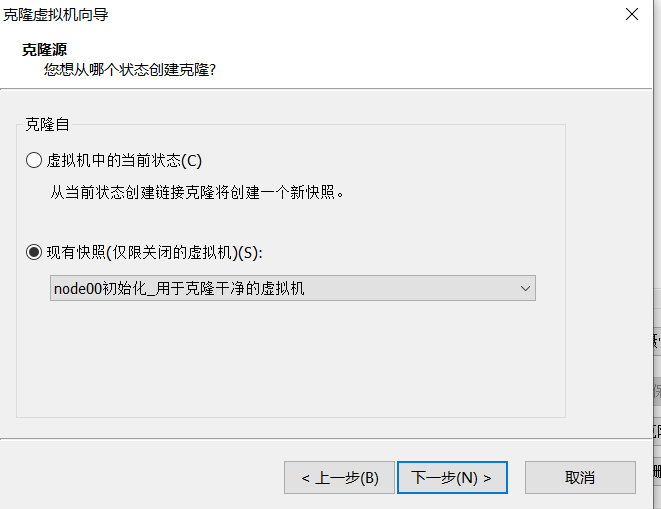 克隆虚拟机向导
克隆源
您想从哪个状态创建克隆?
克隆自
虚拟机中的当前状态(C)
从当前状态创建链接克隆将创建一个新快照。
现有快照(仅限关闭的虚拟机)(S):
node00初始化_用于克隆干净的虚拟机
< 上一步(B)
下一步(N) >
取消